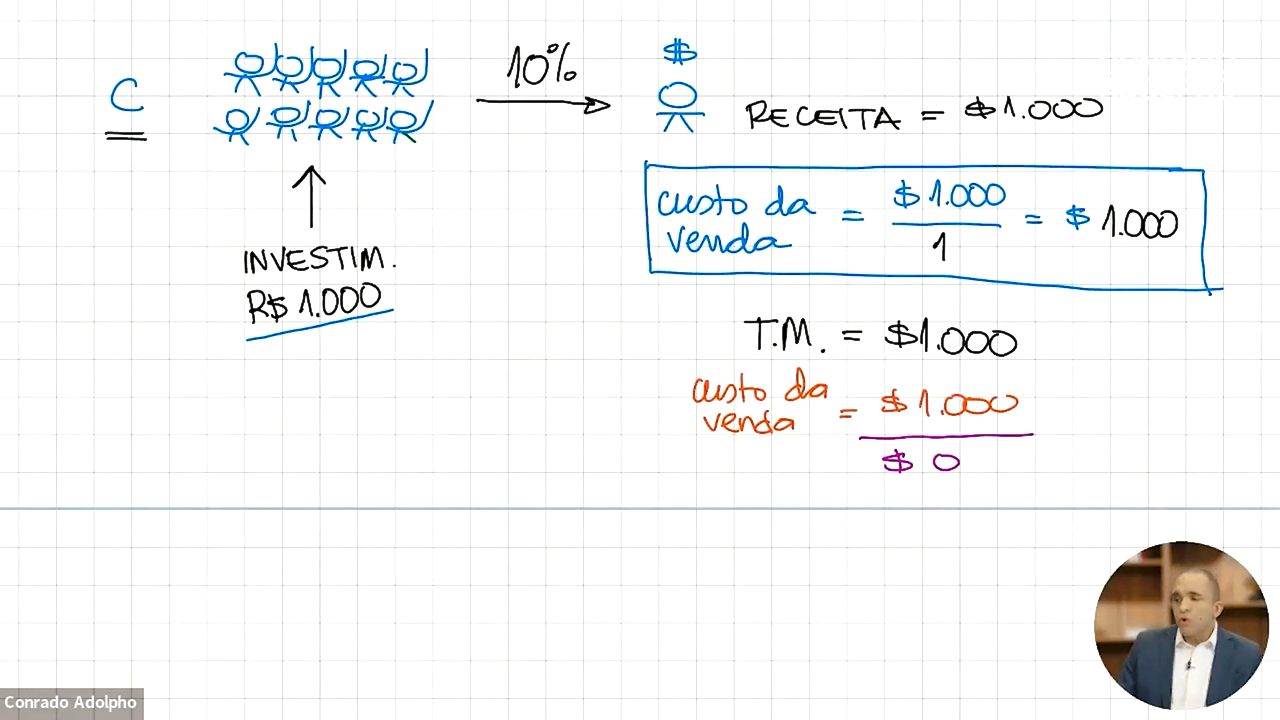 C
10%
$
RECEITA = $1.000
INVESTIM.
R$ 1.000
custo da venda = $1.000 / 1 = $ 1.000
T.M. = $1.000
custo da venda = $1.000
$ 0
Conrado Adolpho